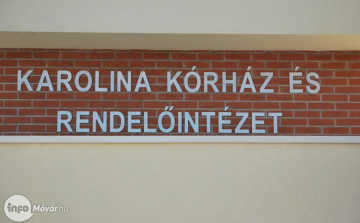 KAROLINA KÓRHÁZ ÉS
RENDELŐINTÉZET
info Móvár.hu